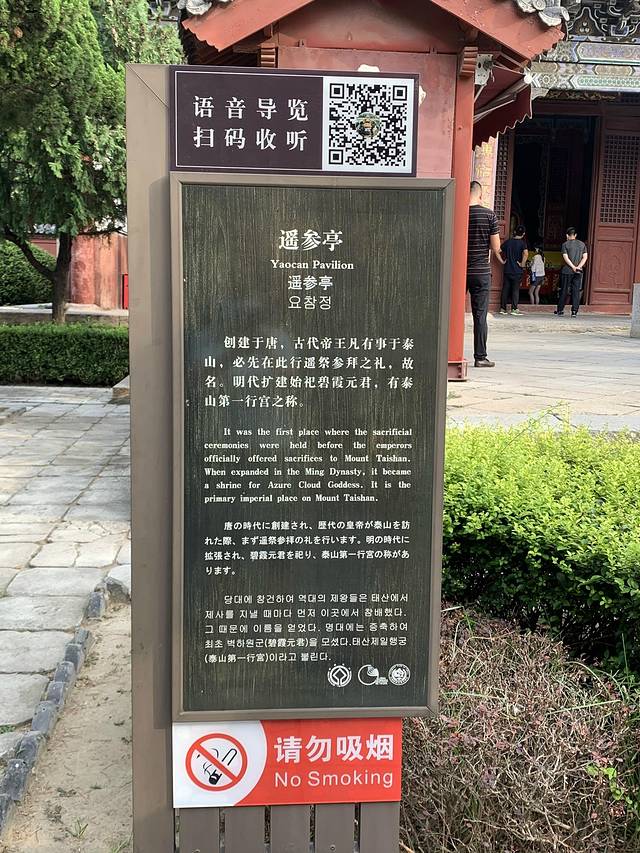 语音导览
扫码收听
遥参亭
Yaocan Pavilion
遥参亭
요참정
创建于唐，古代帝王凡有事于泰
山，必先在此行遥祭参拜之礼，故
名。明代扩建始祀碧霞元君，有泰
山第一行宫之称。
It was the first place where the sacrificial
ceremonies were held before the emperors
officially offered sacrifices to Mount Taishan.
When expanded in the Ming Dynasty, it became
a shrine for Azure Cloud Goddess. It is the
primary imperial place on Mount Taishan.
唐の時代に創建され、歴代の皇帝が泰山を訪
れた際、まず遥祭参拝の礼を行います。明の時代に
拡張され、碧霞元君を祀り、泰山第一行宮の称があ
ります。
당대에 창건하여 역대의 제왕들은 태산에서
제사를 지낼 때마다 먼저 이곳에서 참배했다.
그 때문에 이름을 얻었다. 명대에는 증축하여
최초 벽하원군(碧霞元君)을 모셨다.태산제일행궁
(泰山第一行宫)이라고 불린다.
请勿吸烟
No Smoking